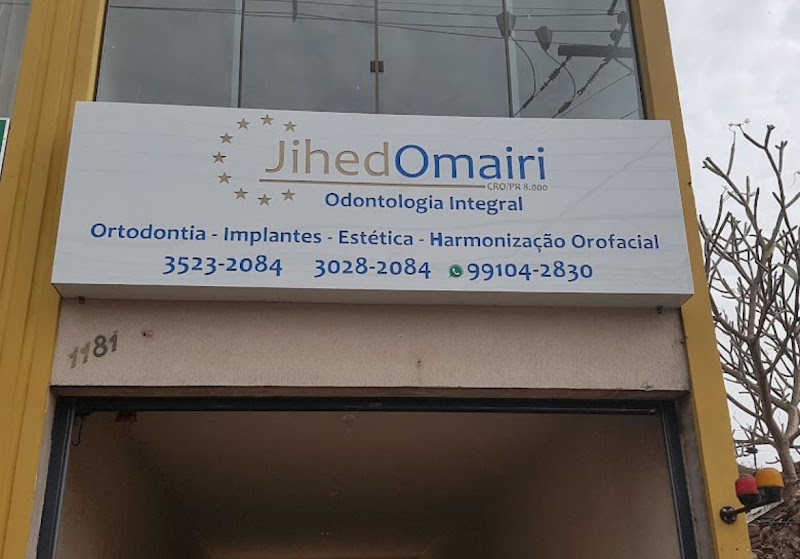 JihedOmairi
CRO/PR 8.000
Odontologia Integral
Ortodontia - Implantes - Estética - Harmonização Orofacial
3523-2084 3028-2084 99104-2830
1181